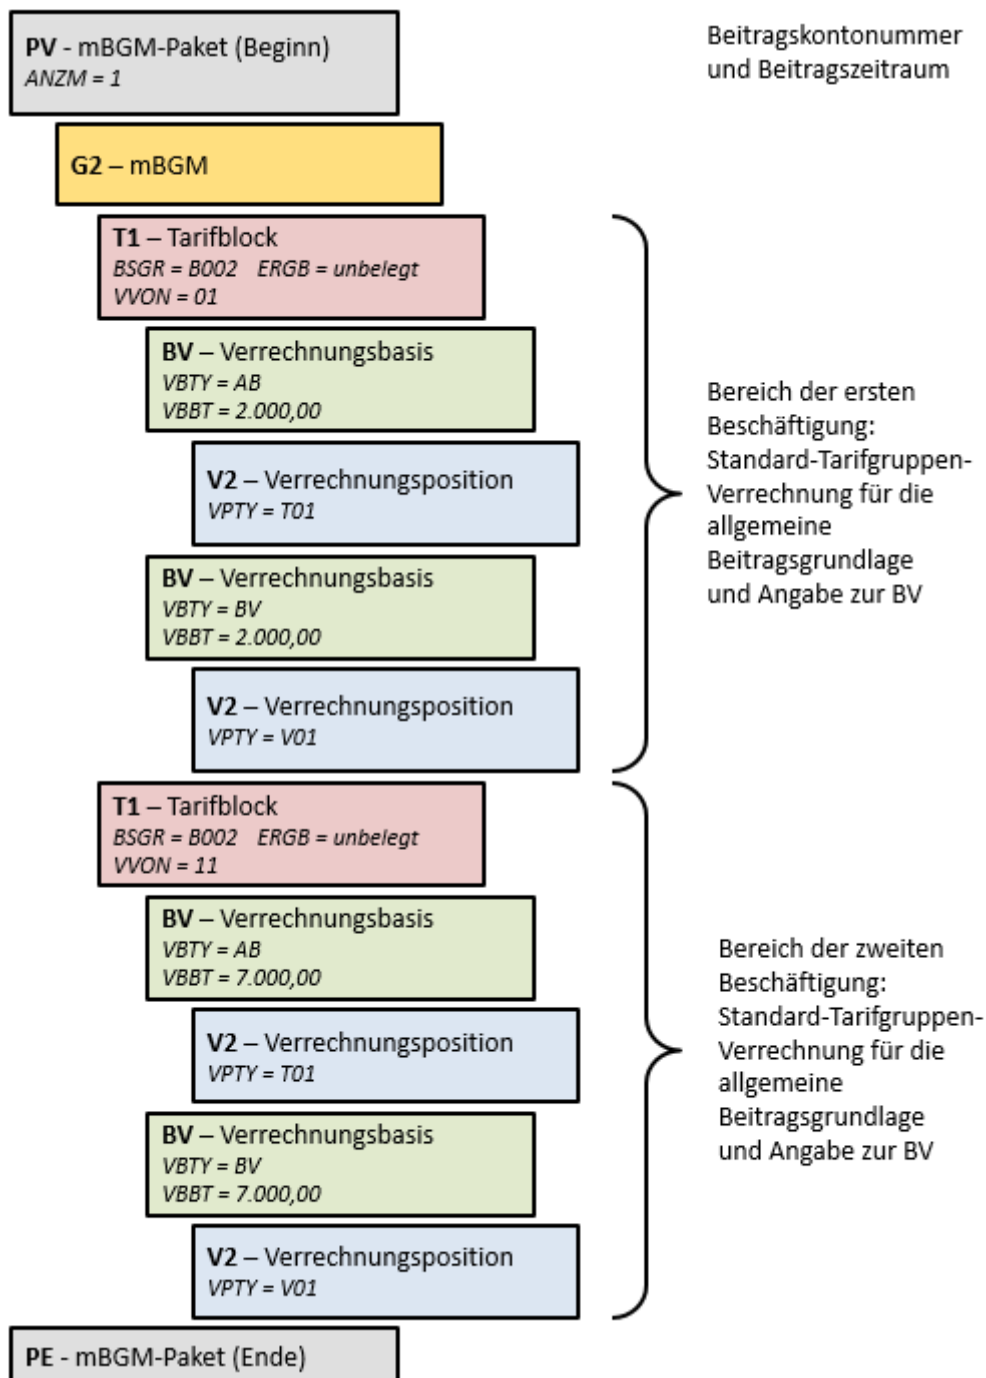 PV - mBGM-Paket (Beginn)
ANZM = 1
Beitragskontonummer
und Beitragszeitraum
G2 – mBGM
T1 – Tarifblock
BSGR = B002 ERGB = unbelegt
VVON = 01
BV – Verrechnungsbasis
VBTY = AB
VBBT = 2.000,00
V2 – Verrechnungsposition
VPTY = T01
BV – Verrechnungsbasis
VBTY = BV
VBBT = 2.000,00
V2 – Verrechnungsposition
VPTY = V01
Bereich der ersten
Beschäftigung:
Standard-Tarifgruppen-
Verrechnung für die
allgemeine
Beitragsgrundlage
und Angabe zur BV
T1 – Tarifblock
BSGR = B002 ERGB = unbelegt
VVON = 11
BV – Verrechnungsbasis
VBTY = AB
VBBT = 7.000,00
V2 – Verrechnungsposition
VPTY = T01
BV – Verrechnungsbasis
VBTY = BV
VBBT = 7.000,00
V2 – Verrechnungsposition
VPTY = V01
Bereich der zweiten
Beschäftigung:
Standard-Tarifgruppen-
Verrechnung für die
allgemeine
Beitragsgrundlage
und Angabe zur BV
PE - mBGM-Paket (Ende)